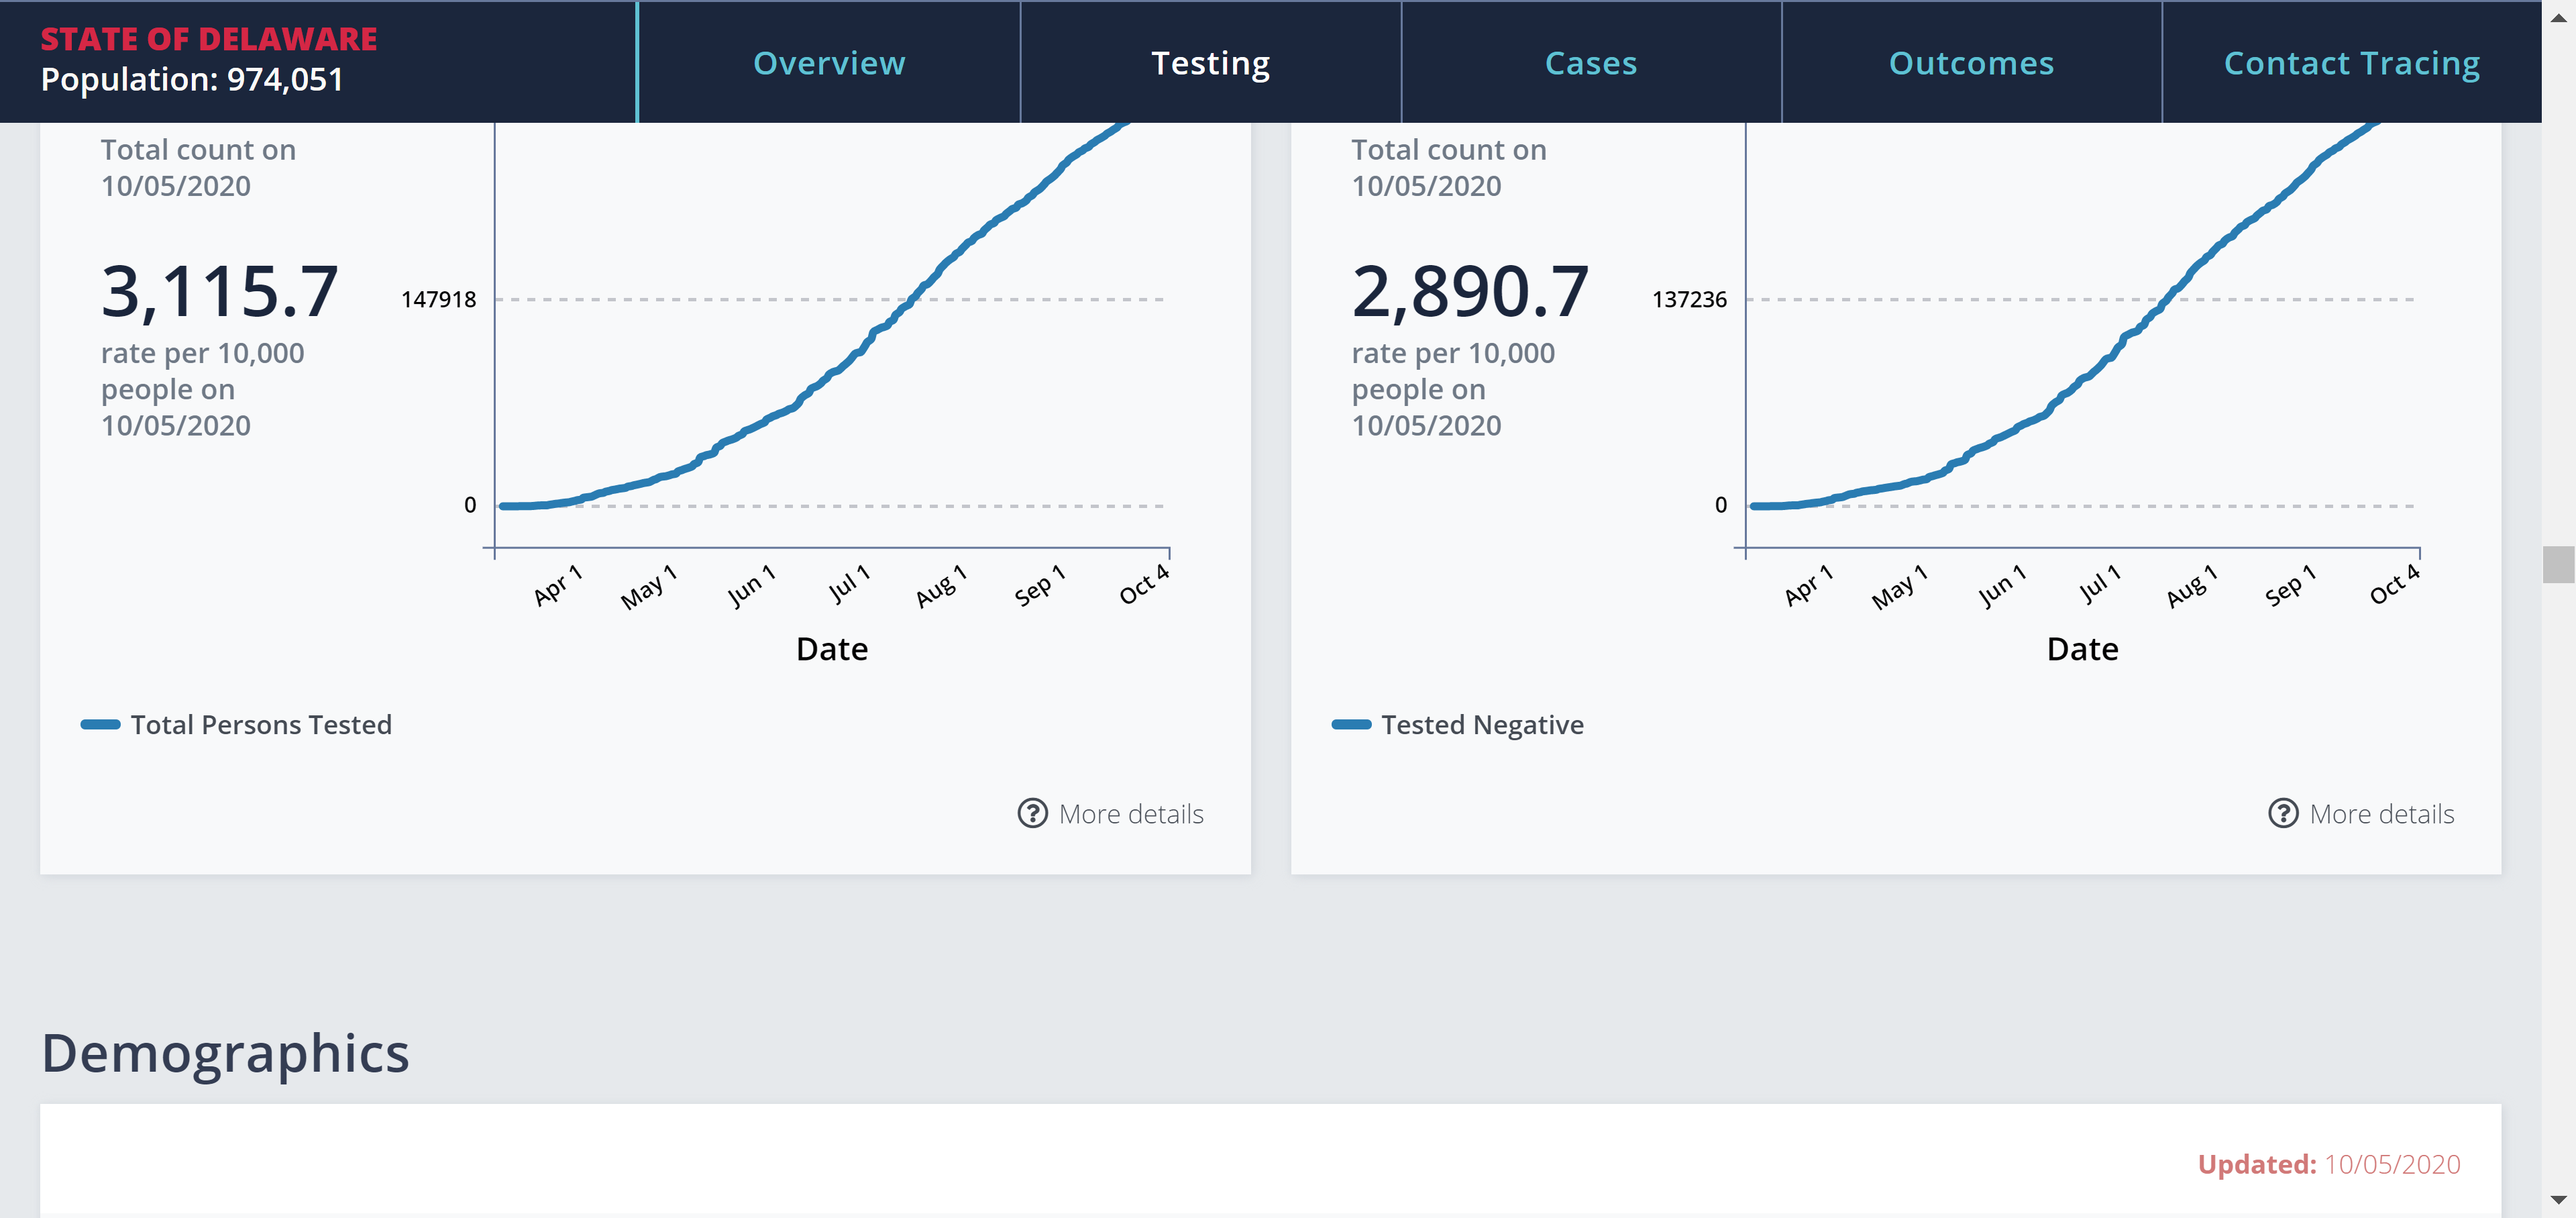 STATE OF DELAWARE
Population: 974,051
Overview
Testing
Cases
Outcomes
Contact Tracing
Total count on
10/05/2020
3,115.7
rate per 10,000
people on
10/05/2020
147918
0
Apr 1
May 1
Jun 1
Jul 1
Aug 1
Sep 1
Oct 4
Date
Total Persons Tested
More details
Total count on
10/05/2020
2,890.7
rate per 10,000
people on
10/05/2020
137236
0
Apr 1
May 1
Jun 1
Jul 1
Aug 1
Sep 1
Oct 4
Date
Tested Negative
More details
Demographics
Updated: 10/05/2020